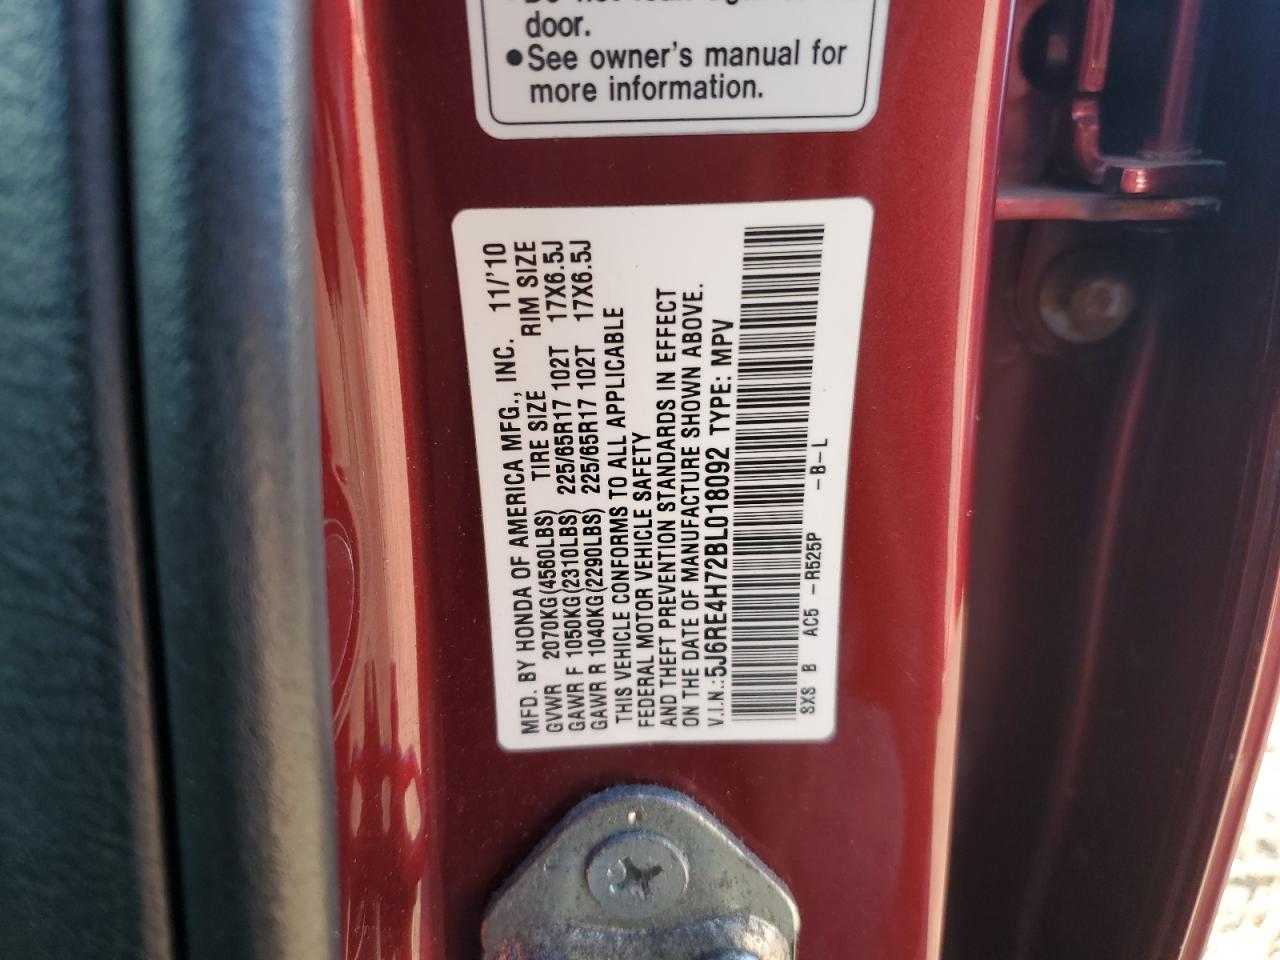 door.
• See owner's manual for
more information.
MFD. BY HONDA OF AMERICA MFG., INC. 11/'10
GVWR 2070KG(4560LBS) TIRE SIZE RIM SIZE
GAWR F 1050KG(2310LBS) 225/65R17 102T 17X6.5J
GAWR R 1040KG(2290LBS) 225/65R17 102T 17X6.5J
THIS VEHICLE CONFORMS TO ALL APPLICABLE
FEDERAL MOTOR VEHICLE SAFETY
AND THEFT PREVENTION STANDARDS IN EFFECT
ON THE DATE OF MANUFACTURE SHOWN ABOVE.
V.I.N.: 5J6RE4H72BL018092 TYPE: MPV
SXS B AC5 -R525P -B-L